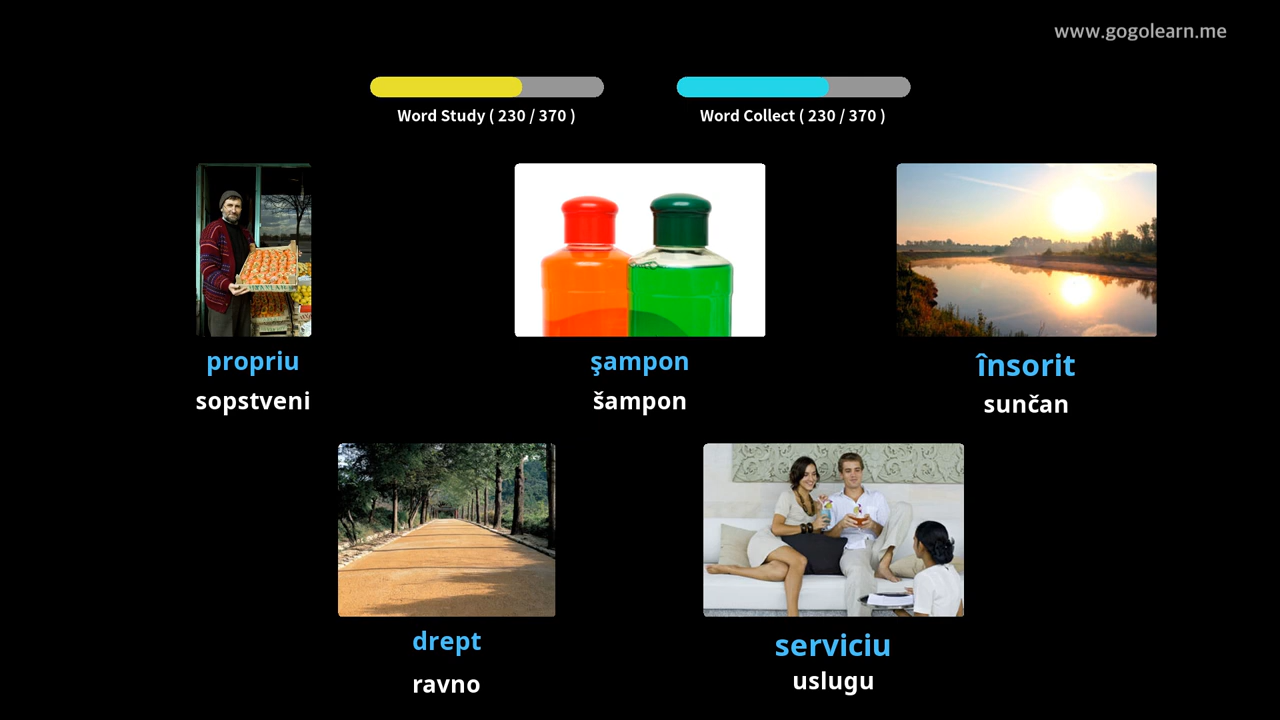 www.gogolearn.me
Word Study ( 230 / 370 )
Word Collect ( 230 / 370 )
propriu
sopstveni
şampon
šampon
însorit
sunčan
drept
ravno
serviciu
uslugu